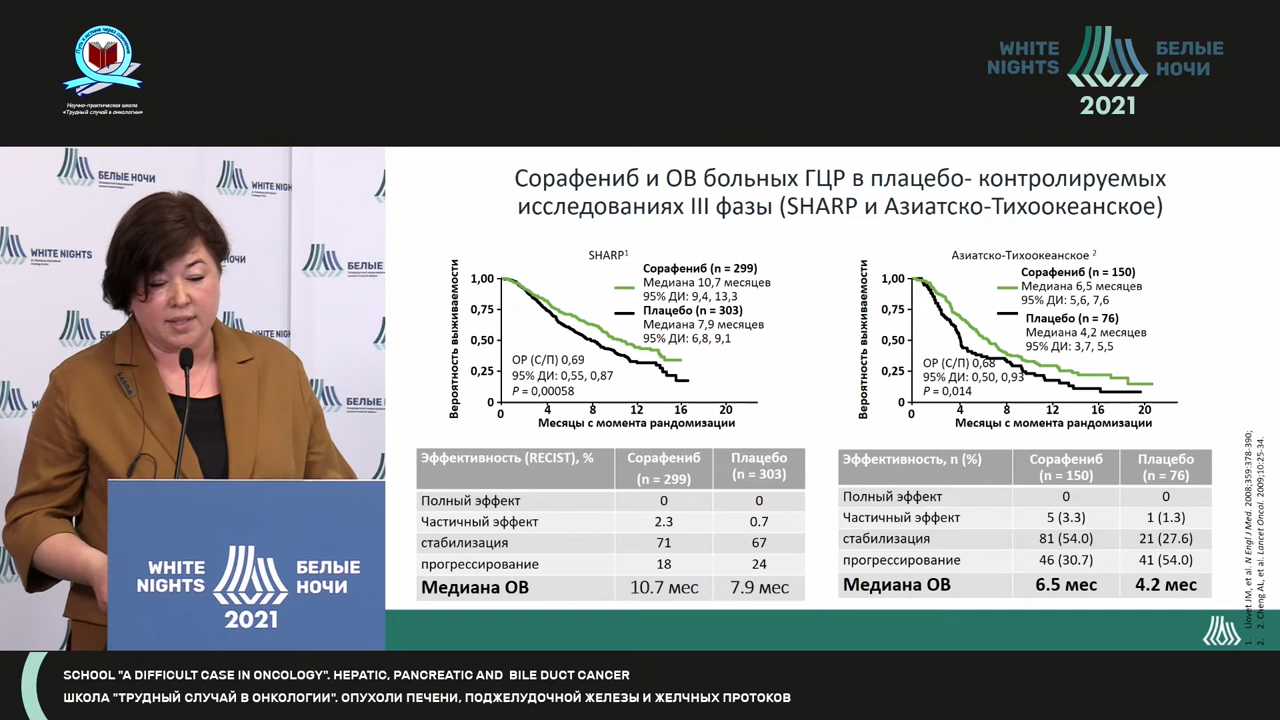 Путь к истине через сомнения
Научно-практическая школа
«Трудный случай в онкологии»
WHITE NIGHTS
БЕЛЫЕ НОЧИ
2021
БЕЛЫЕ НОЧИ
WHITE NIGHTS
WHITE NIGHTS
БЕЛЫЕ
WHITE
NIGHTS
БЕЛЫЕ
НОЧИ
2021
Сорафениб и ОВ больных ГЦР в плацебо- контролируемых
исследованиях III фазы (SHARP и Азиатско-Тихоокеанское)
SHARP1
Вероятность выживаемости
1,00
0,75
0,50
0,25
0
0 4 8 12 16 20
Месяцы с момента рандомизации
Сорафениб (n = 299)
Медиана 10,7 месяцев
95% ДИ: 9,4, 13,3
Плацебо (n = 303)
Медиана 7,9 месяцев
95% ДИ: 6,8, 9,1
ОР (С/П) 0,69
95% ДИ: 0,55, 0,87
P = 0,00058
Азиатско-Тихоокеанское 2
Вероятность выживаемости
1,00
0,75
0,50
0,25
0
0 4 8 12 16 20
Месяцы с момента рандомизации
Сорафениб (n = 150)
Медиана 6,5 месяцев
95% ДИ: 5,6, 7,6
Плацебо (n = 76)
Медиана 4,2 месяцев
95% ДИ: 3,7, 5,5
ОР (С/П) 0,68
95% ДИ: 0,50, 0,93
P = 0,014
Эффективность (RECIST), % Сорафениб (n = 299) Плацебо (n = 303)
Полный эффект 0 0
Частичный эффект 2.3 0.7
стабилизация 71 67
прогрессирование 18 24
Медиана ОВ 10.7 мес 7.9 мес
Эффективность, n (%) Сорафениб (n = 150) Плацебо (n = 76)
Полный эффект 0 0
Частичный эффект 5 (3.3) 1 (1.3)
стабилизация 81 (54.0) 21 (27.6)
прогрессирование 46 (30.7) 41 (54.0)
Медиана ОВ 6.5 мес 4.2 мес
1. Llovet JM, et al. N Engl J Med. 2008;359:378-390;
2. 2. Cheng AL, et al. Lancet Oncol. 2009;10:25-34.
SCHOOL "A DIFFICULT CASE IN ONCOLOGY". HEPATIC, PANCREATIC AND BILE DUCT CANCER
ШКОЛА "ТРУДНЫЙ СЛУЧАЙ В ОНКОЛОГИИ". ОПУХОЛИ ПЕЧЕНИ, ПОДЖЕЛУДОЧНОЙ ЖЕЛЕЗЫ И ЖЕЛЧНЫХ ПРОТОКОВ